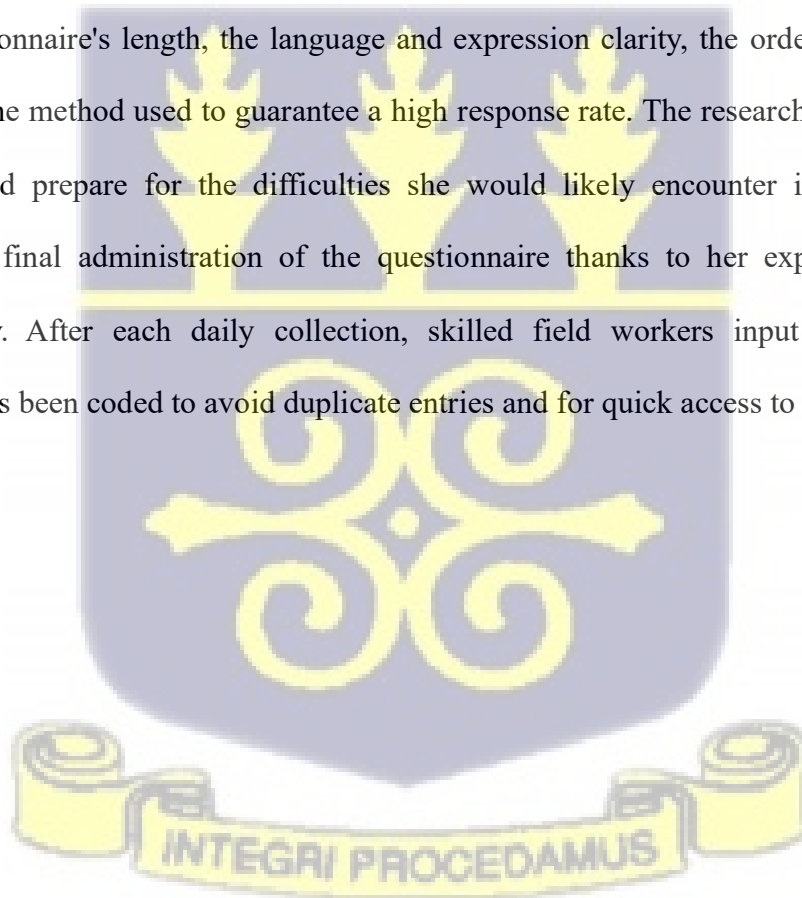 onnaire's length, the language and expression clarity, the orde
he method used to guarantee a high response rate. The research
d prepare for the difficulties she would likely encounter i
final administration of the questionnaire thanks to her exp
. After each daily collection, skilled field workers input
s been coded to avoid duplicate entries and for quick access to
INTEGRI PROCEDAMUS